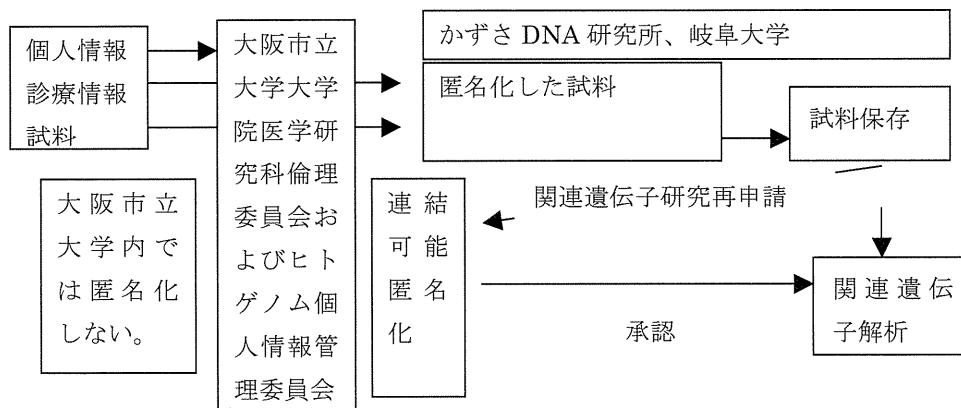 個人情報
診療情報
試料
大阪市立
大学大学
院医学研
究科倫理
委員会お
よびヒト
ゲノム個
人情報管
理委員会
かずさ DNA 研究所、岐阜大学
匿名化した試料
試料保存
大阪市立
大学内で
は匿名化
しない。
連結
可能
匿名
化
関連遺伝子研究再申請
承認
関連遺伝
子解析